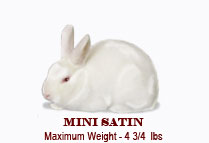 MINI SATIN
Maximum Weight - 4 3/4 lbs